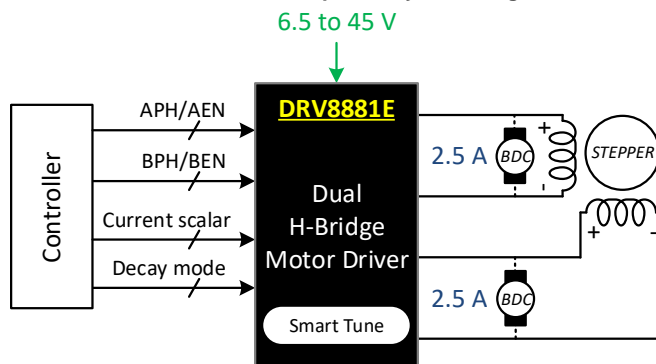 6.5 to 45 V
Controller
APH/AEN
BPH/BEN
Current scalar
Decay mode
DRV8881E
Dual
H-Bridge
Motor Driver
Smart Tune
2.5 A
BDC
+
-
STEPPER
+ -
2.5 A
BDC